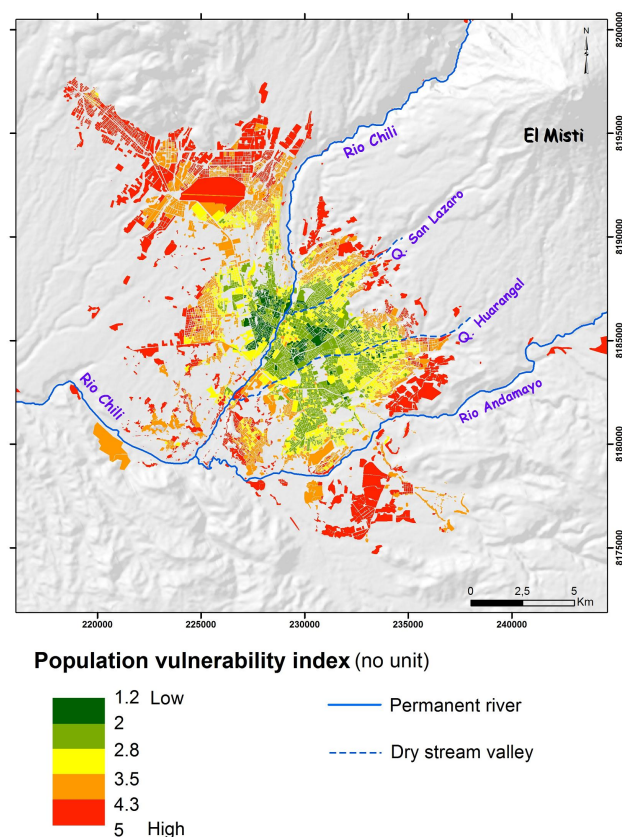 8200000
N
El Misti
Rio Chili
8195000
Q. San Lazaro
8190000
Q. Huarangal
8185000
Rio Chili
Rio Andamayo
8180000
8175000
0 2,5 5
Km
220000 225000 230000 235000 240000
Population vulnerability index (no unit)
1.2 Low
2
2.8
3.5
4.3
5 High
Permanent river
Dry stream valley